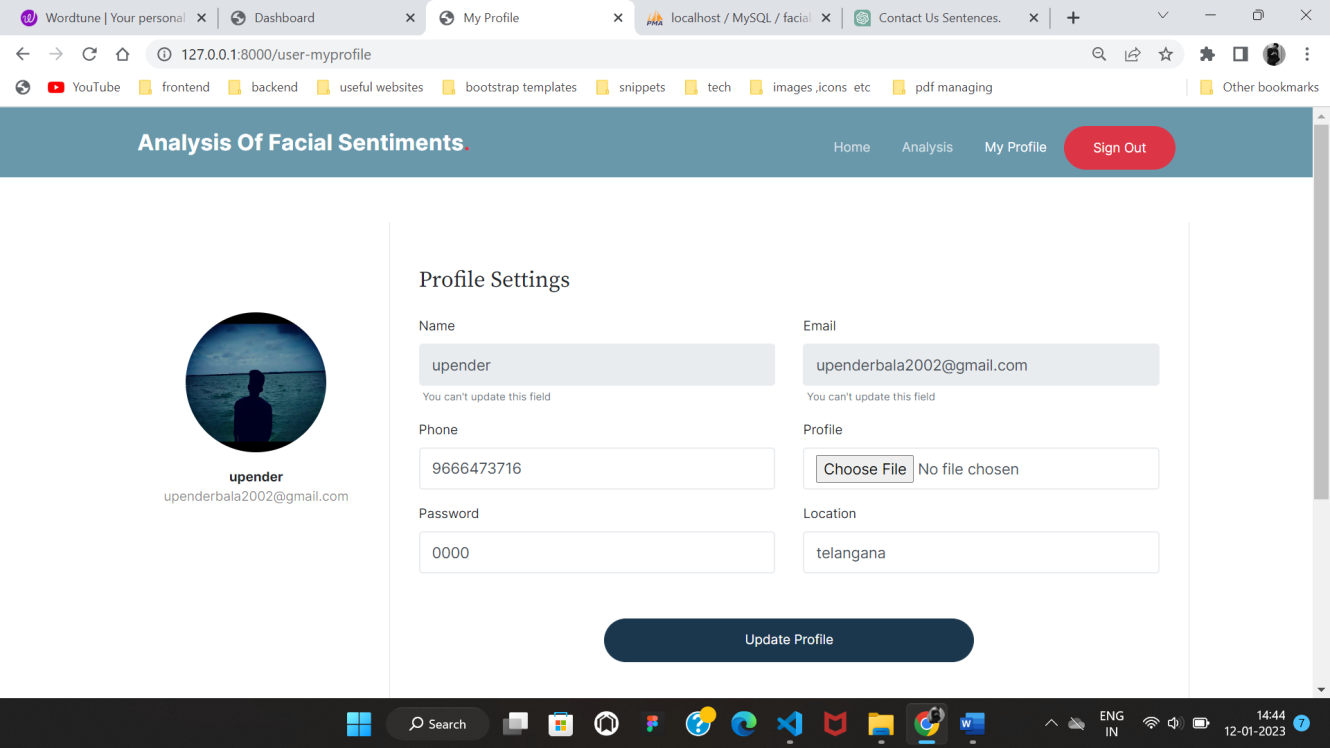 Wordtune | Your personal
Dashboard
My Profile
localhost / MySQL / facial
Contact Us Sentences.
127.0.0.1:8000/user-myprofile
YouTube frontend backend useful websites bootstrap templates snippets tech images ,icons etc pdf managing Other bookmarks
Analysis Of Facial Sentiments.
Home Analysis My Profile Sign Out
Profile Settings
Name Email
upender upenderbala2002@gmail.com
You can't update this field You can't update this field
Phone Profile
9666473716 Choose File No file chosen
upender
upenderbala2002@gmail.com
Password Location
0000 telangana
Update Profile
Search
ENG
IN
14:44
12-01-2023
7